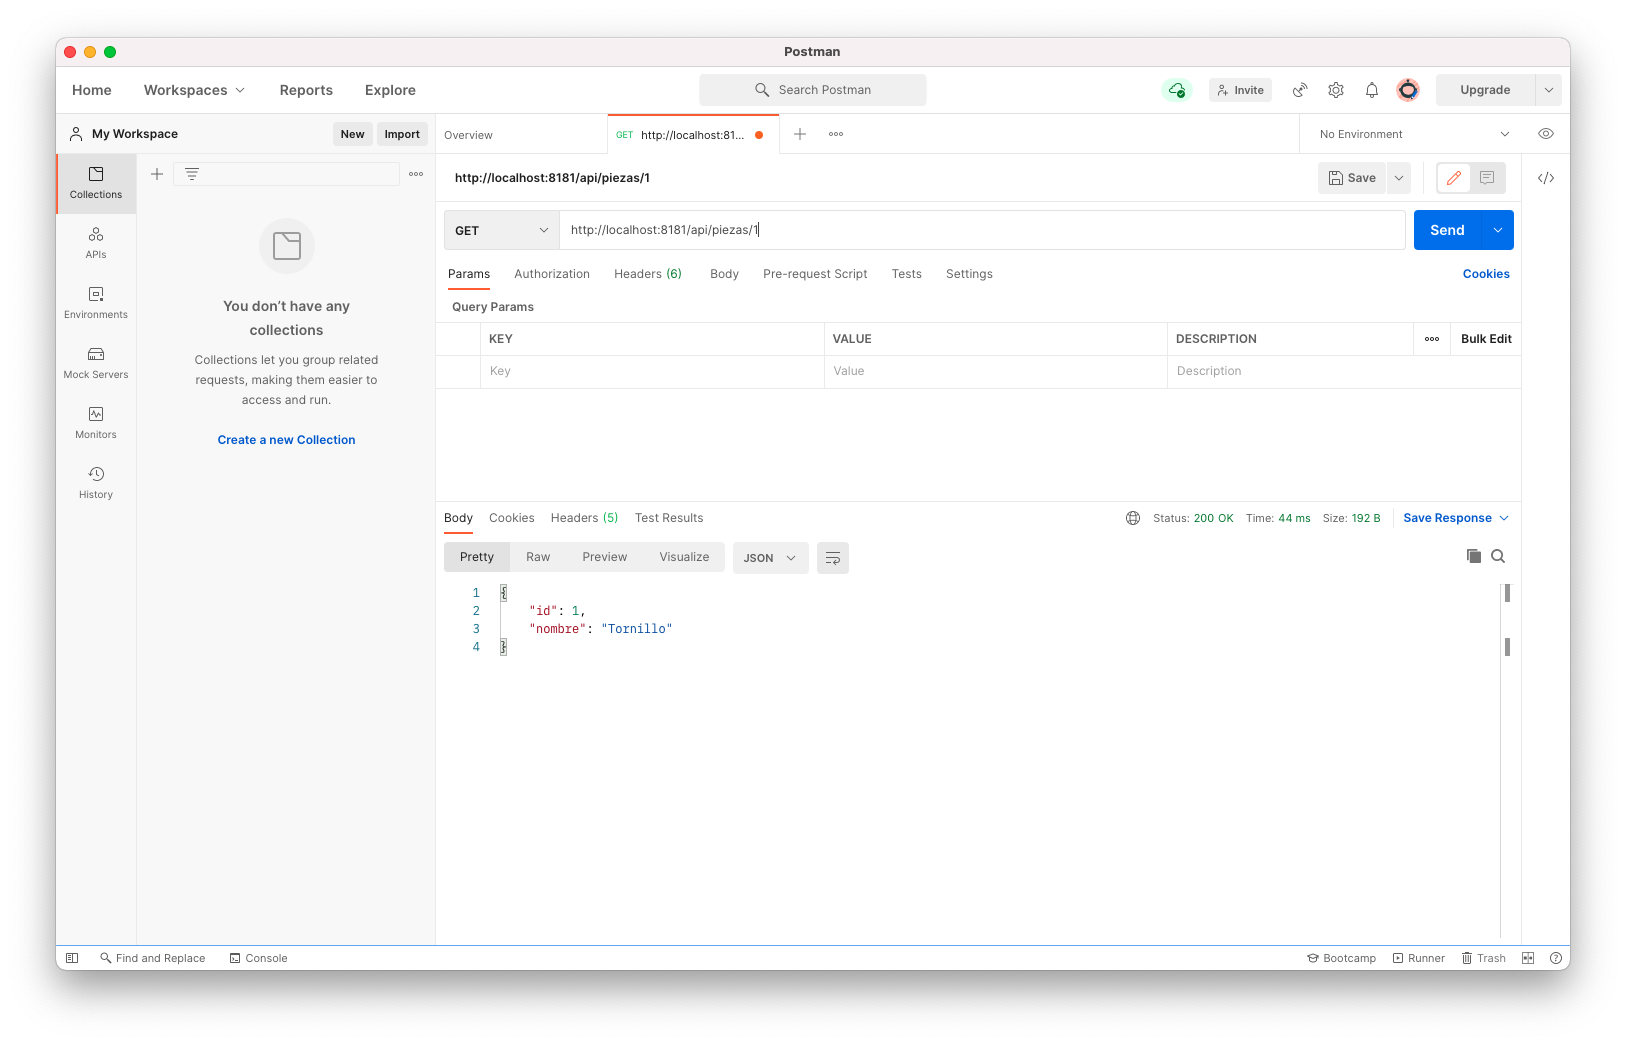 Postman
Home Workspaces Reports Explore Search Postman Invite Upgrade
My Workspace New Import Overview GET http://localhost:81... No Environment
Collections
APIs
Environments
Mock Servers
Monitors
History
You don’t have any
collections
Collections let you group related
requests, making them easier to
access and run.
Create a new Collection
http://localhost:8181/api/piezas/1 Save
GET http://localhost:8181/api/piezas/1 Send
Params Authorization Headers (6) Body Pre-request Script Tests Settings Cookies
Query Params
KEY VALUE DESCRIPTION Bulk Edit
Key Value Description
Body Cookies Headers (5) Test Results Status: 200 OK Time: 44 ms Size: 192 B Save Response
Pretty Raw Preview Visualize JSON
1 {
2 "id": 1,
3 "nombre": "Tornillo"
4 }
Find and Replace Console Bootcamp Runner Trash